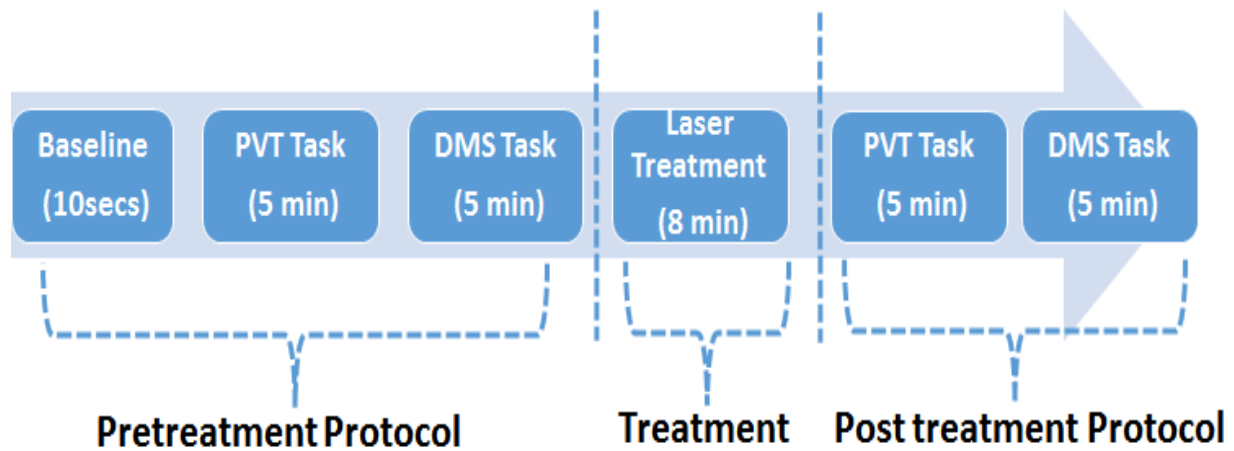 Baseline
(10secs)
PVT Task
(5 min)
DMS Task
(5 min)
Laser
Treatment
(8 min)
PVT Task
(5 min)
DMS Task
(5 min)
Pretreatment Protocol
Treatment
Post treatment Protocol